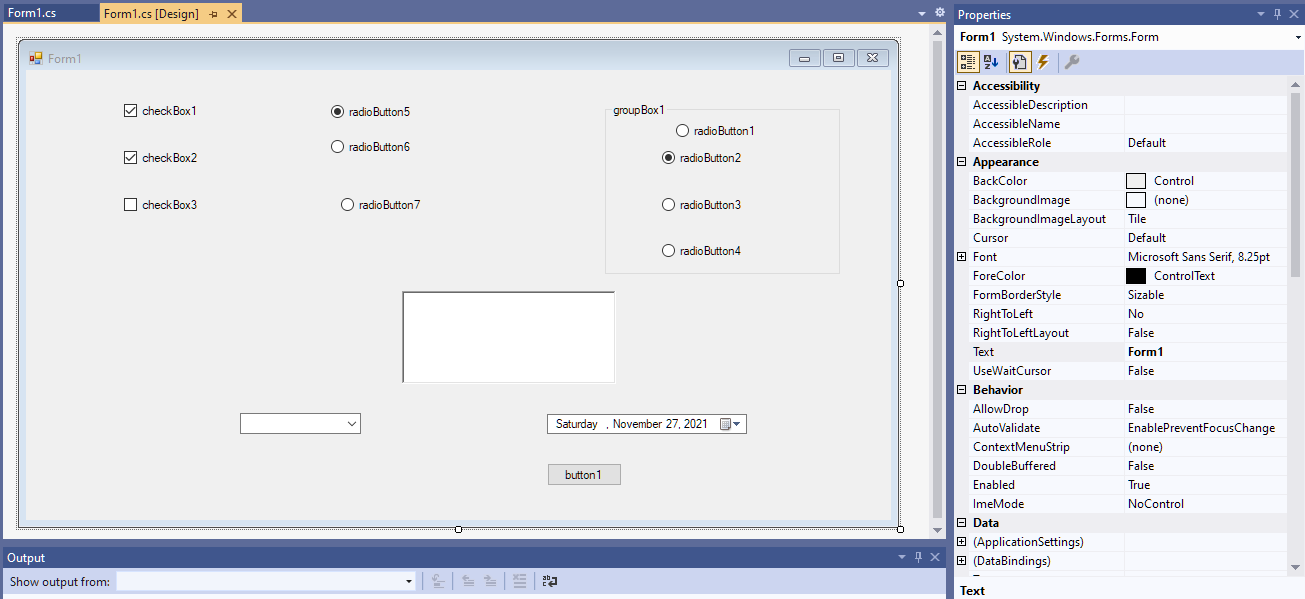 Form1.cs
Form1.cs [Design]
Form1
checkBox1
radioButton5
groupBox1
radioButton1
radioButton6
checkBox2
radioButton2
checkBox3
radioButton7
radioButton3
radioButton4
Saturday , November 27, 2021
button1
Output
Show output from:
Properties
Form1 System.Windows.Forms.Form
Accessibility
AccessibleDescription
AccessibleName
AccessibleRole Default
Appearance
BackColor Control
BackgroundImage (none)
BackgroundImageLayout Tile
Cursor Default
Font Microsoft Sans Serif, 8.25pt
ForeColor ControlText
FormBorderStyle Sizable
RightToLeft No
RightToLeftLayout False
Text Form1
UseWaitCursor False
Behavior
AllowDrop False
AutoValidate EnablePreventFocusChange
ContextMenuStrip (none)
DoubleBuffered False
Enabled True
ImeMode NoControl
Data
(ApplicationSettings)
(DataBindings)
Text